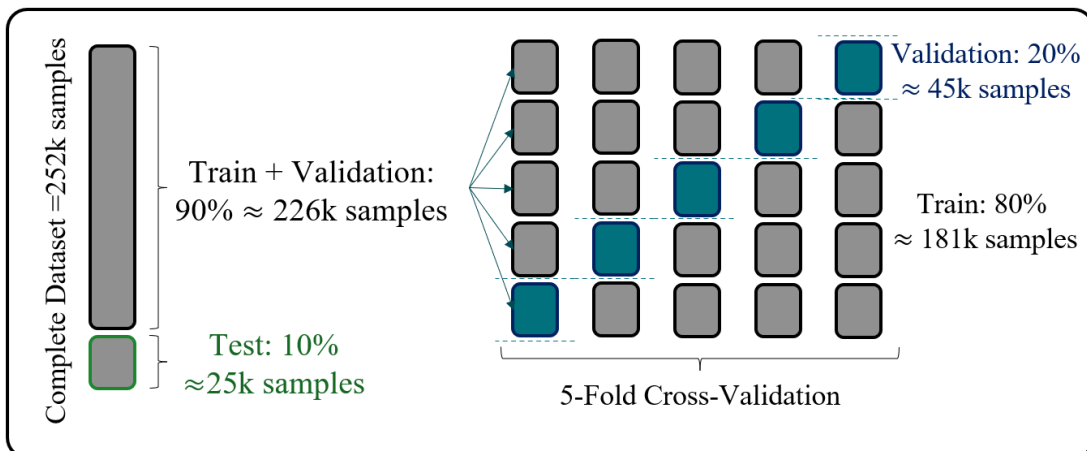 Complete Dataset =252k samples
Train + Validation:
90% ≈ 226k samples
Test: 10%
≈25k samples
Validation: 20%
≈ 45k samples
Train: 80%
≈ 181k samples
5-Fold Cross-Validation